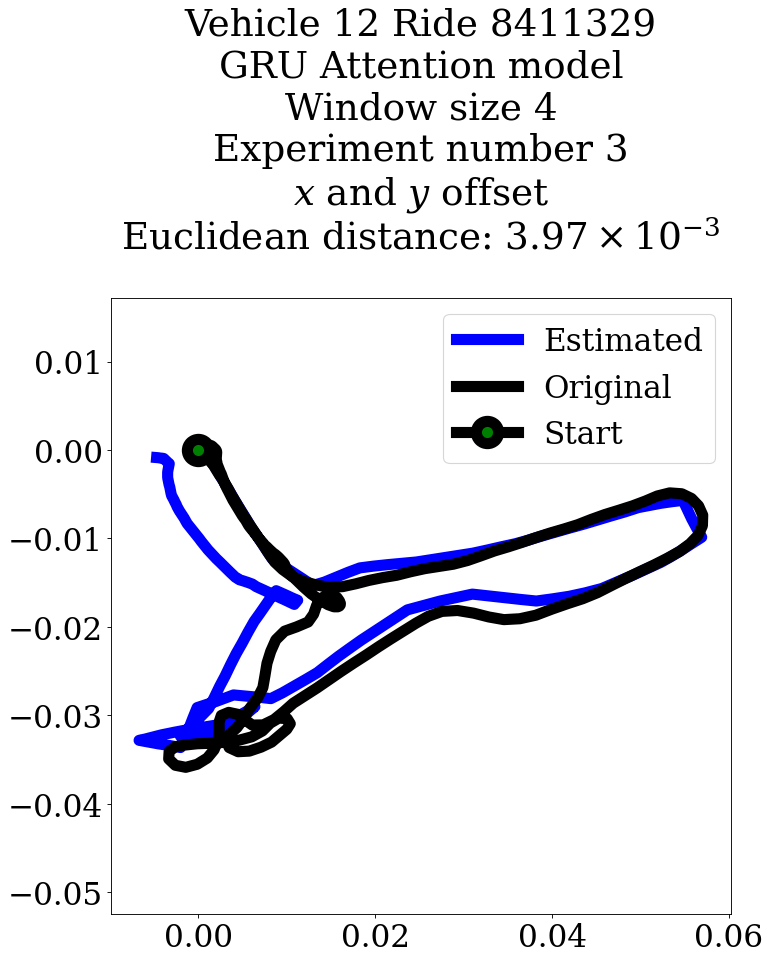 Vehicle 12 Ride 8411329
GRU Attention model
Window size 4
Experiment number 3
x and y offset
Euclidean distance: 3.97 × 10⁻³
Estimated
Original
Start
0.01
0.00
−0.01
−0.02
−0.03
−0.04
−0.05
0.00 0.02 0.04 0.06